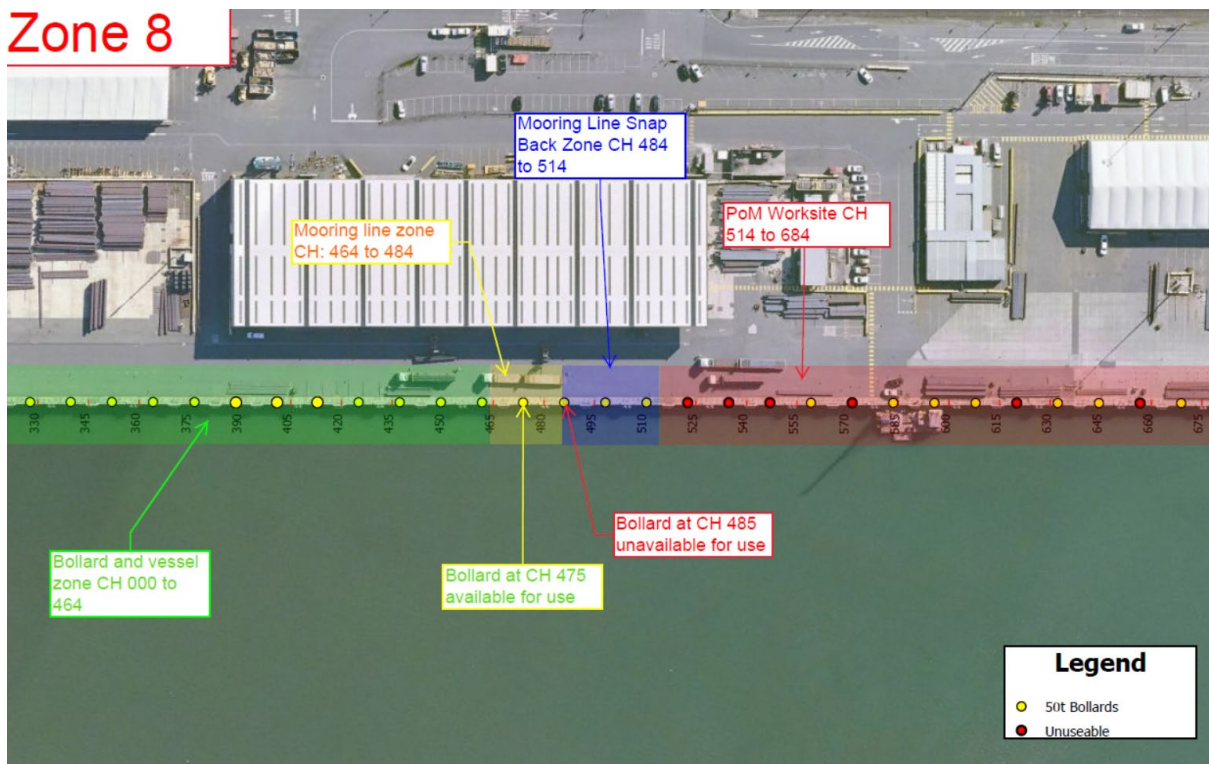 Zone 8
Mooring Line Snap
Back Zone CH 484
to 514
Mooring line zone
CH: 464 to 484
PoM Worksite CH
514 to 684
330
345
360
375
390
405
420
435
450
465
480
495
510
525
540
555
570
585
600
615
630
645
660
675
Bollard at CH 485
unavailable for use
Bollard and vessel
zone CH 000 to
464
Bollard at CH 475
available for use
Legend
50t Bollards
Unuseable